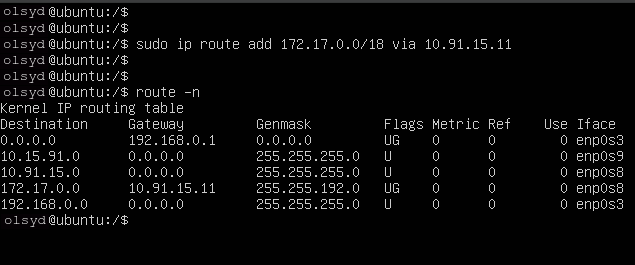 olsyd@ubuntu:/$
olsyd@ubuntu:/$
olsyd@ubuntu:/$ sudo ip route add 172.17.0.0/18 via 10.91.15.11
olsyd@ubuntu:/$
olsyd@ubuntu:/$
olsyd@ubuntu:/$ route -n
Kernel IP routing table
Destination Gateway Genmask Flags Metric Ref Use Iface
0.0.0.0 192.168.0.1 0.0.0.0 UG 0 0 0 enp0s3
10.15.91.0 0.0.0.0 255.255.255.0 U 0 0 0 enp0s9
10.91.15.0 0.0.0.0 255.255.255.0 U 0 0 0 enp0s8
172.17.0.0 10.91.15.11 255.255.192.0 UG 0 0 0 enp0s8
192.168.0.0 0.0.0.0 255.255.255.0 U 0 0 0 enp0s3
olsyd@ubuntu:/$